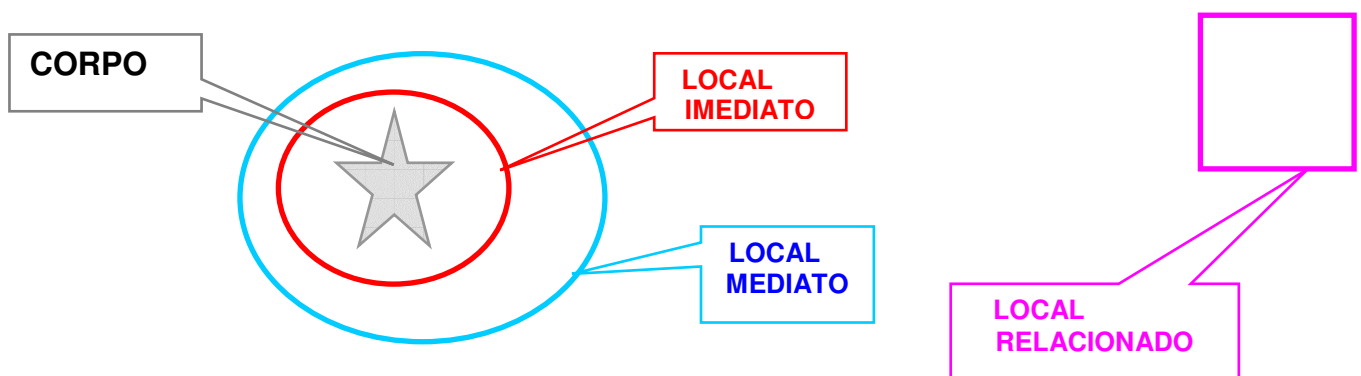 CORPO
LOCAL
IMEDIATO
LOCAL
MEDIATO
LOCAL
RELACIONADO